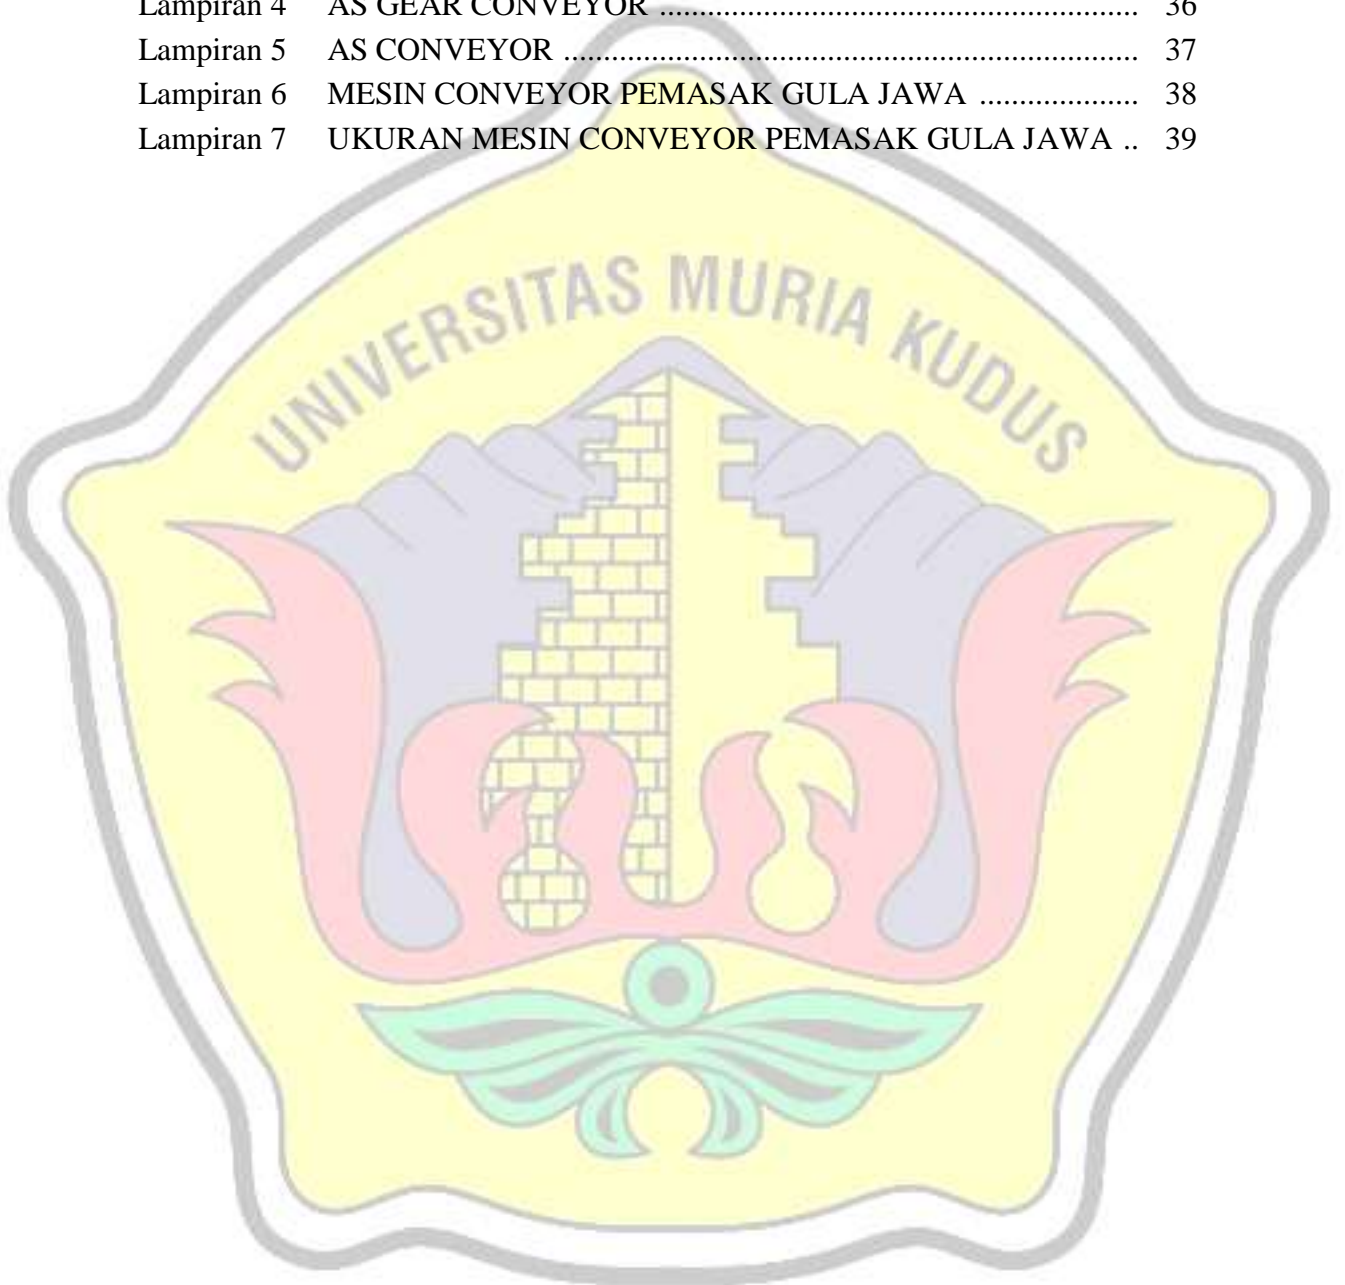 Lampiran 4 AS GEAR CONVEYOR ............................................................ 36
Lampiran 5 AS CONVEYOR ........................................................................ 37
Lampiran 6 MESIN CONVEYOR PEMASAK GULA JAWA .................... 38
Lampiran 7 UKURAN MESIN CONVEYOR PEMASAK GULA JAWA .. 39
UNIVERSITAS MURIA KUDUS